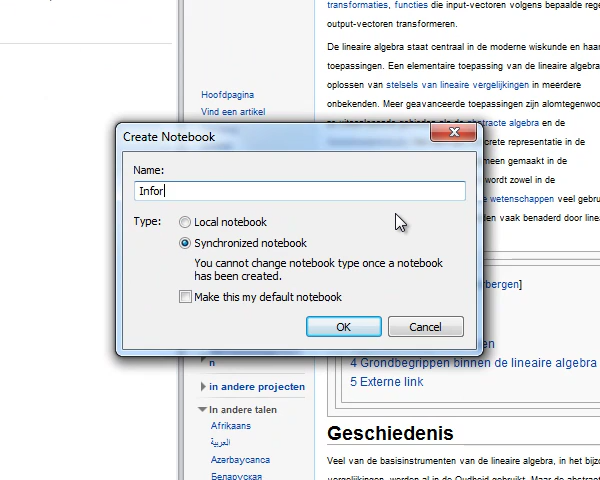 transformaties, functies die input-vectoren volgens bepaalde rege
output-vectoren transformeren.
De lineaire algebra staat centraal in de moderne wiskunde en haar
toepassingen. Een elementaire toepassing van de lineaire algebra
oplossen van stelsels van lineaire vergelijkingen in meerdere
onbekenden. Meer geavanceerde toepassingen zijn alomtegenwoo
abstracte algebra en de
crete representatie in de
meen gemaakt in de
wordt zowel in de
e wetenschappen veel gebru
den vaak benaderd door linea
Hoofdpagina
Vind een artikel
Create Notebook
Name:
Infor
Type:
Local notebook
Synchronized notebook
You cannot change notebook type once a notebook
has been created.
Make this my default notebook
OK
Cancel
bergen]
en
4 Grondbegrippen binnen de lineaire algebra
5 Externe link
n
in andere projecten
In andere talen
Afrikaans
العربية
Azərbaycanca
Беларуская
Geschiedenis
Veel van de basisinstrumenten van de lineaire algebra, in het bijzo